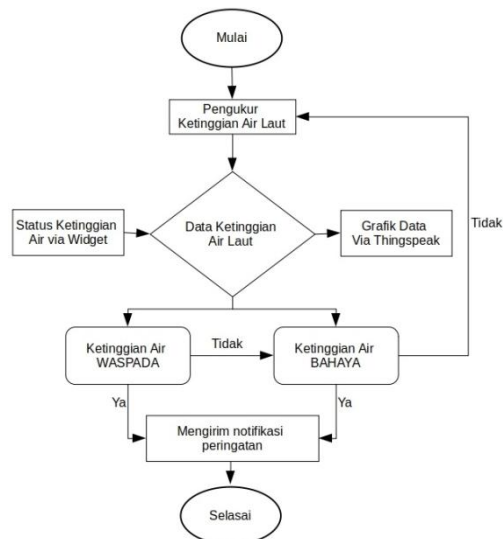 Mulai
Pengukur
Ketinggian Air Laut
Status Ketinggian
Air via Widget
Data Ketinggian
Air Laut
Grafik Data
Via Thingspeak
Tidak
Ketinggian Air
WASPADA
Tidak
Ketinggian Air
BAHAYA
Ya
Ya
Mengirim notifikasi
peringatan
Selasai